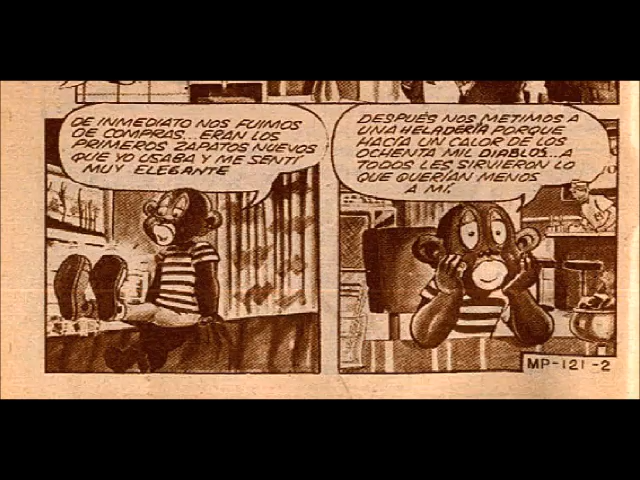 DE INMEDIATO NOS FUIMOS
DE COMPRAS... ERAN LOS
PRIMEROS ZAPATOS NUEVOS
QUE YO USABA Y ME SENTÍ
MUY ELEGANTE
DESPUÉS NOS METIMOS A
UNA HELADERÍA PORQUE
HACÍA UN CALOR DE LOS
OCHENTA MIL DIABLOS...A
TODOS LES SIRVIERON LO
QUE QUERÍAN MENOS
A MÍ.
MP-121-2